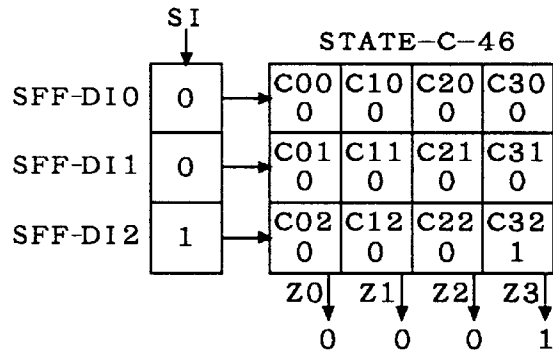 SI
STATE-C-46
SFF-DI0 0 C00 C10 C20 C30
0 0 0 0
SFF-DI1 0 C01 C11 C21 C31
0 0 0 0
SFF-DI2 1 C02 C12 C22 C32
0 0 0 1
Z0 Z1 Z2 Z3
0 0 0 1